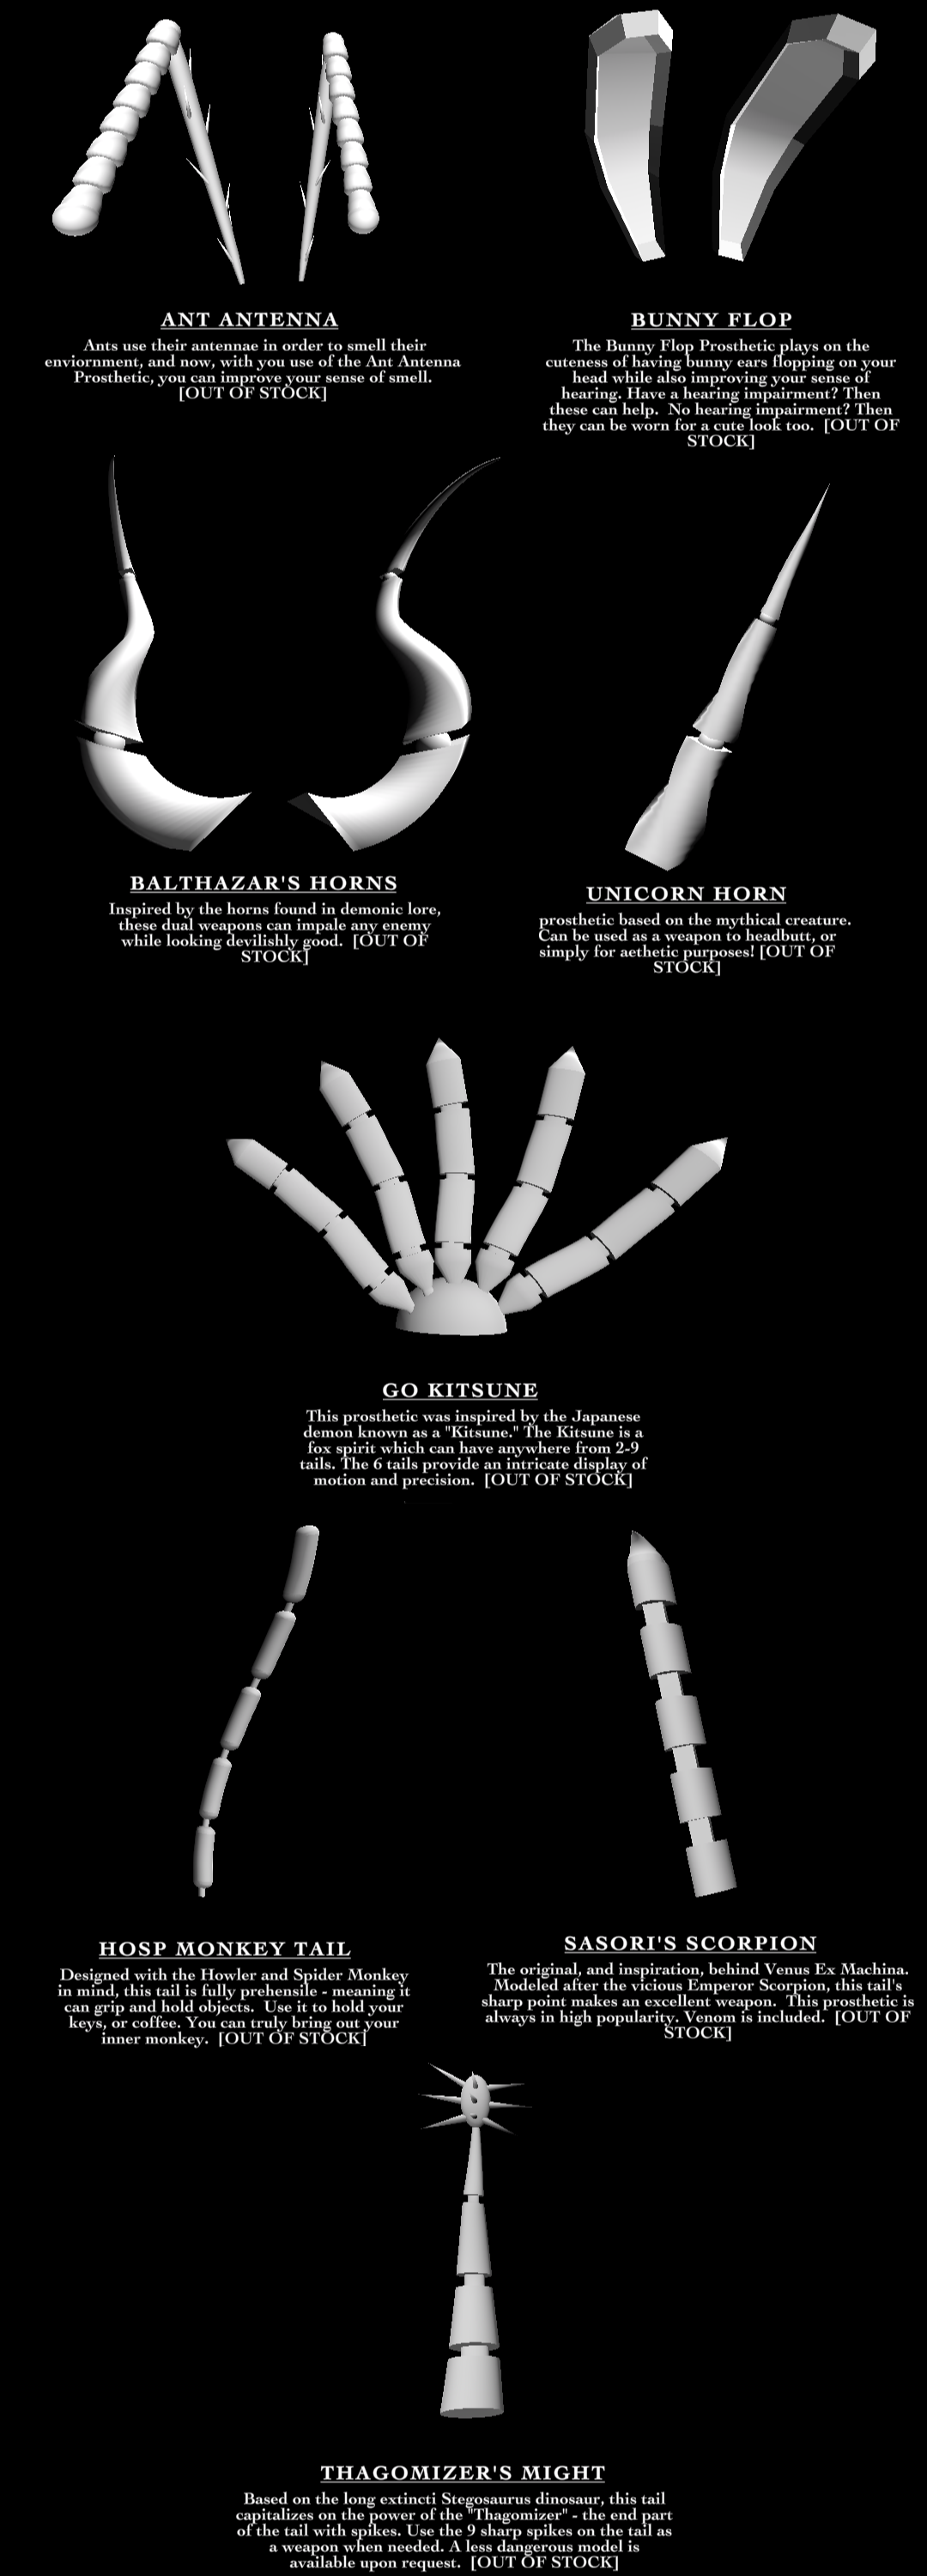 ANT ANTENNA
Ants use their antennae in order to smell their
enviornment, and now, with you use of the Ant Antenna
Prosthetic, you can improve your sense of smell.
[OUT OF STOCK]
BUNNY FLOP
The Bunny Flop Prosthetic plays on the
cuteness of having bunny ears flopping on your
head while also improving your sense of
hearing. Have a hearing impairment? Then
these can help. No hearing impairment? Then
they can be worn for a cute look too. [OUT OF
STOCK]
BALTHAZAR'S HORNS
Inspired by the horns found in demonic lore,
these dual weapons can impale any enemy
while looking devilishly good. [OUT OF
STOCK]
UNICORN HORN
prosthetic based on the mythical creature.
Can be used as a weapon to headbutt, or
simply for aethetic purposes! [OUT OF
STOCK]
GO KITSUNE
This prosthetic was inspired by the Japanese
demon known as a "Kitsune." The Kitsune is a
fox spirit which can have anywhere from 2-9
tails. The 6 tails provide an intricate display of
motion and precision. [OUT OF STOCK]
HOSP MONKEY TAIL
Designed with the Howler and Spider Monkey
in mind, this tail is fully prehensile - meaning it
can grip and hold objects. Use it to hold your
keys, or coffee. You can truly bring out your
inner monkey. [OUT OF STOCK]
SASORI'S SCORPION
The original, and inspiration, behind Venus Ex Machina.
Modeled after the vicious Emperor Scorpion, this tail's
sharp point makes an excellent weapon. This prosthetic is
always in high popularity. Venom is included. [OUT OF
STOCK]
THAGOMIZER'S MIGHT
Based on the long extincti Stegosaurus dinosaur, this tail
capitalizes on the power of the "Thagomizer" - the end part
of the tail with spikes. Use the 9 sharp spikes on the tail as
a weapon when needed. A less dangerous model is
available upon request. [OUT OF STOCK]